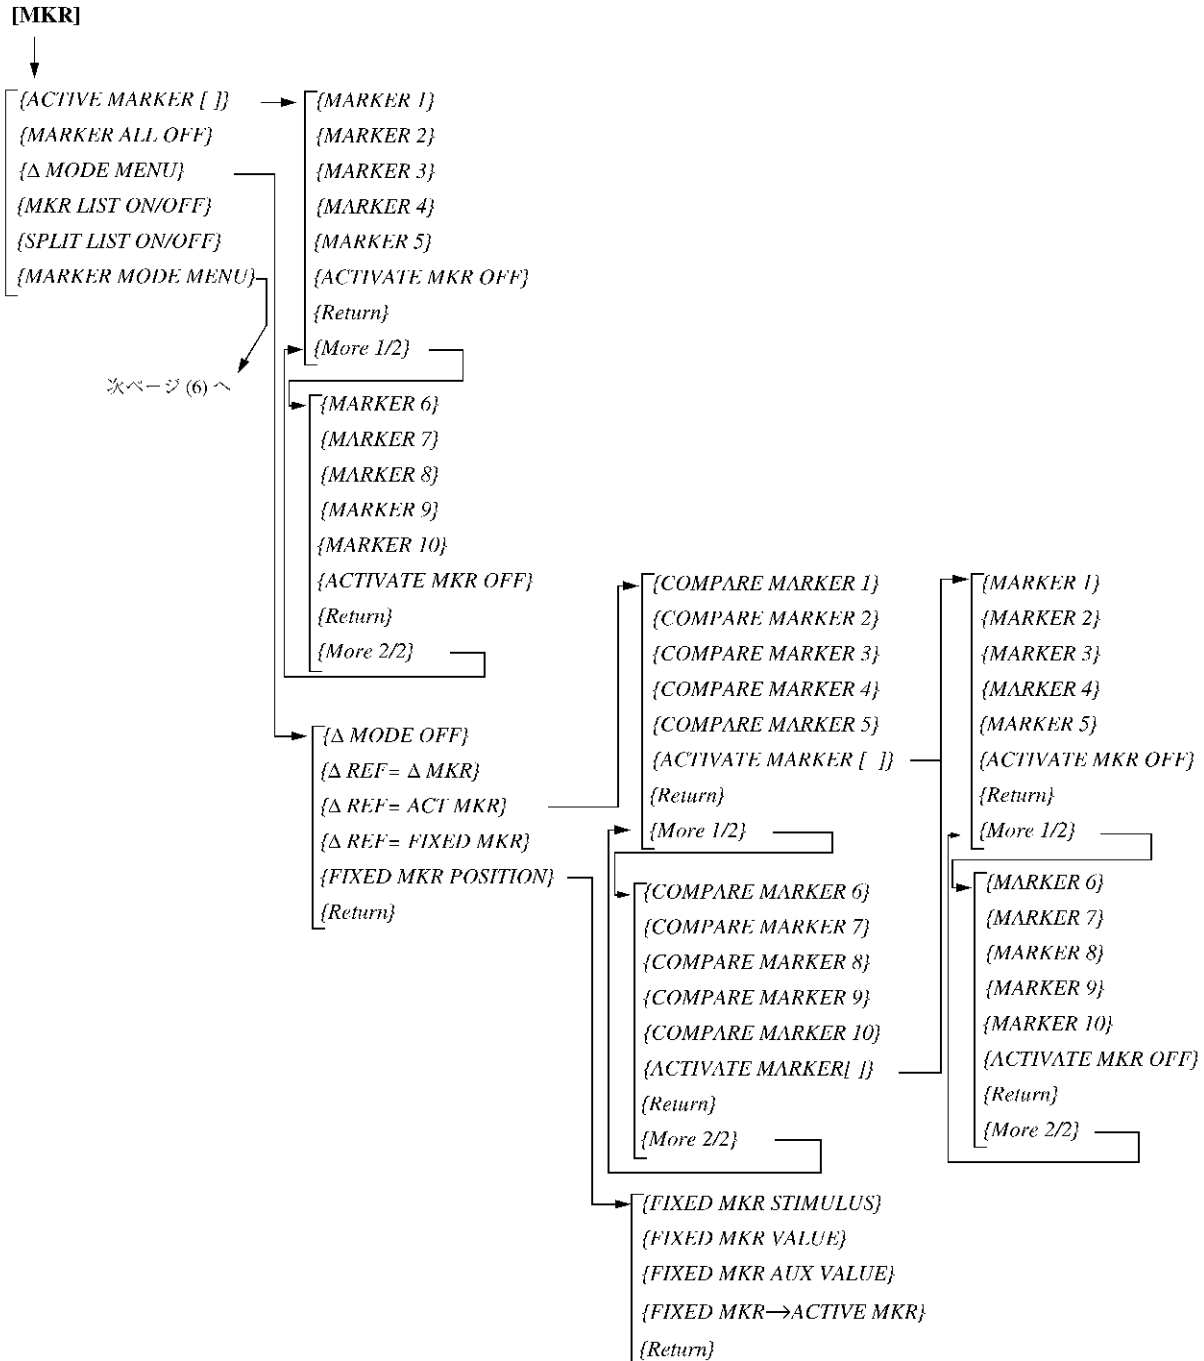 [MKR]
{ACTIVE MARKER [ ]}
{MARKER ALL OFF}
{Δ MODE MENU}
{MKR LIST ON/OFF}
{SPLIT LIST ON/OFF}
{MARKER MODE MENU}
次ページ (6) へ
{MARKER 1}
{MARKER 2}
{MARKER 3}
{MARKER 4}
{MARKER 5}
{ACTIVATE MKR OFF}
{Return}
{More 1/2}
{MARKER 6}
{MARKER 7}
{MARKER 8}
{MARKER 9}
{MARKER 10}
{ACTIVATE MKR OFF}
{Return}
{More 2/2}
{Δ MODE OFF}
{Δ REF= Δ MKR}
{Δ REF= ACT MKR}
{Δ REF= FIXED MKR}
{FIXED MKR POSITION}
{Return}
{COMPARE MARKER 1}
{COMPARE MARKER 2}
{COMPARE MARKER 3}
{COMPARE MARKER 4}
{COMPARE MARKER 5}
{ACTIVATE MARKER [ ]}
{Return}
{More 1/2}
{COMPARE MARKER 6}
{COMPARE MARKER 7}
{COMPARE MARKER 8}
{COMPARE MARKER 9}
{COMPARE MARKER 10}
{ACTIVATE MARKER[ ]}
{Return}
{More 2/2}
{MARKER 1}
{MARKER 2}
{MARKER 3}
{MARKER 4}
{MARKER 5}
{ACTIVATE MKR OFF}
{Return}
{More 1/2}
{MARKER 6}
{MARKER 7}
{MARKER 8}
{MARKER 9}
{MARKER 10}
{ACTIVATE MKR OFF}
{Return}
{More 2/2}
{FIXED MKR STIMULUS}
{FIXED MKR VALUE}
{FIXED MKR AUX VALUE}
{FIXED MKR→ACTIVE MKR}
{Return}